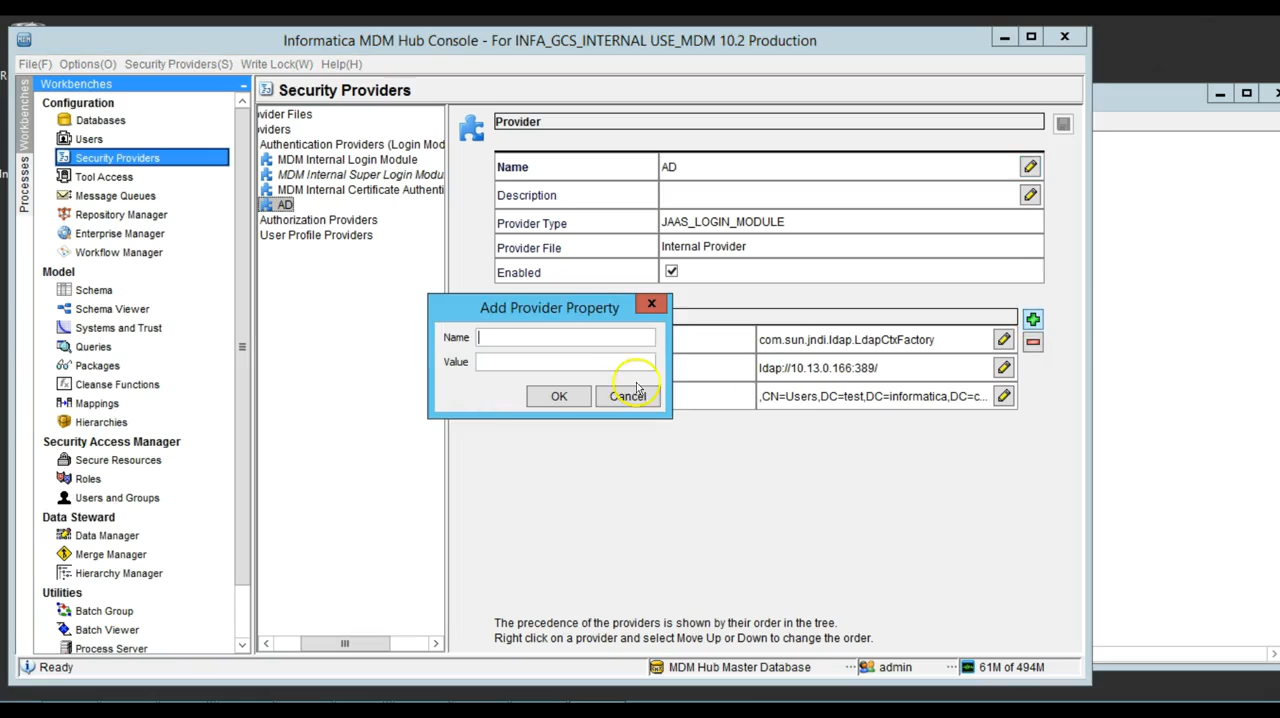 Informatica MDM Hub Console - For INFA_GCS_INTERNAL USE_MDM 10.2 Production
File(F) Options(O) Security Providers(S) Write Lock(W) Help(H)
Workbenches
Processes
Workbenches
Configuration
Databases
Users
Security Providers
Tool Access
Message Queues
Repository Manager
Enterprise Manager
Workflow Manager
Model
Schema
Schema Viewer
Systems and Trust
Queries
Packages
Cleanse Functions
Mappings
Hierarchies
Security Access Manager
Secure Resources
Roles
Users and Groups
Data Steward
Data Manager
Merge Manager
Hierarchy Manager
Utilities
Batch Group
Batch Viewer
Process Server
Security Providers
vider Files
viders
Authentication Providers (Login Mod
MDM Internal Login Module
MDM Internal Super Login Modu
MDM Internal Certificate Authenti
AD
Authorization Providers
User Profile Providers
Provider
Name AD
Description
Provider Type JAAS_LOGIN_MODULE
Provider File Internal Provider
Enabled
com.sun.jndi.ldap.LdapCtxFactory
ldap://10.13.0.166:389/
,CN=Users,DC=test,DC=informatica,DC=c...
Add Provider Property
Name
Value
OK Cancel
The precedence of the providers is shown by their order in the tree.
Right click on a provider and select Move Up or Down to change the order.
Ready
MDM Hub Master Database
admin
61M of 494M